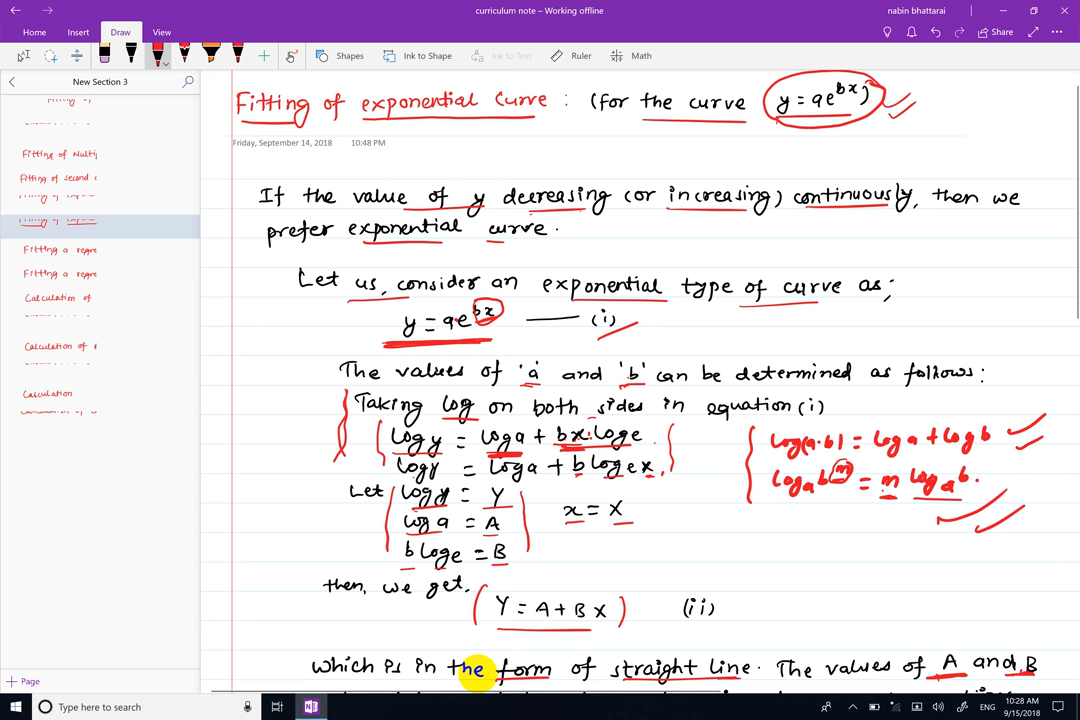 curriculum note – Working offline
nabin bhattarai
Home Insert Draw View
Share
Shapes Ink to Shape Ink to Text Ruler Math
New Section 3
Fitting of Multip
Fitting of second c
Fitting a regre
Fitting a regre
Calculation of
Calculation of
Calculation
Page
Fitting of exponential curve : (for the curve y = ae^{bx})
Friday, September 14, 2018 10:48 PM
If the value of y decreasing (or increasing) continuously, then we
prefer exponential curve.
Let us, consider an exponential type of curve as;
y = ae^{bx} —— (i)
The values of 'a' and 'b' can be determined as follows:
Taking log on both sides in equation (i)
logy = loga + bx.loge
logy = loga + b loge x
log(a.b) = log a + log b
log_a b^m = m log_a b.
Let logy = Y
log a = A
x = X
b loge = B
then, we get,
Y = A + B X (ii)
which is in the form of straight line. The values of A and B
Type here to search
ENG
10:28 AM
9/15/2018